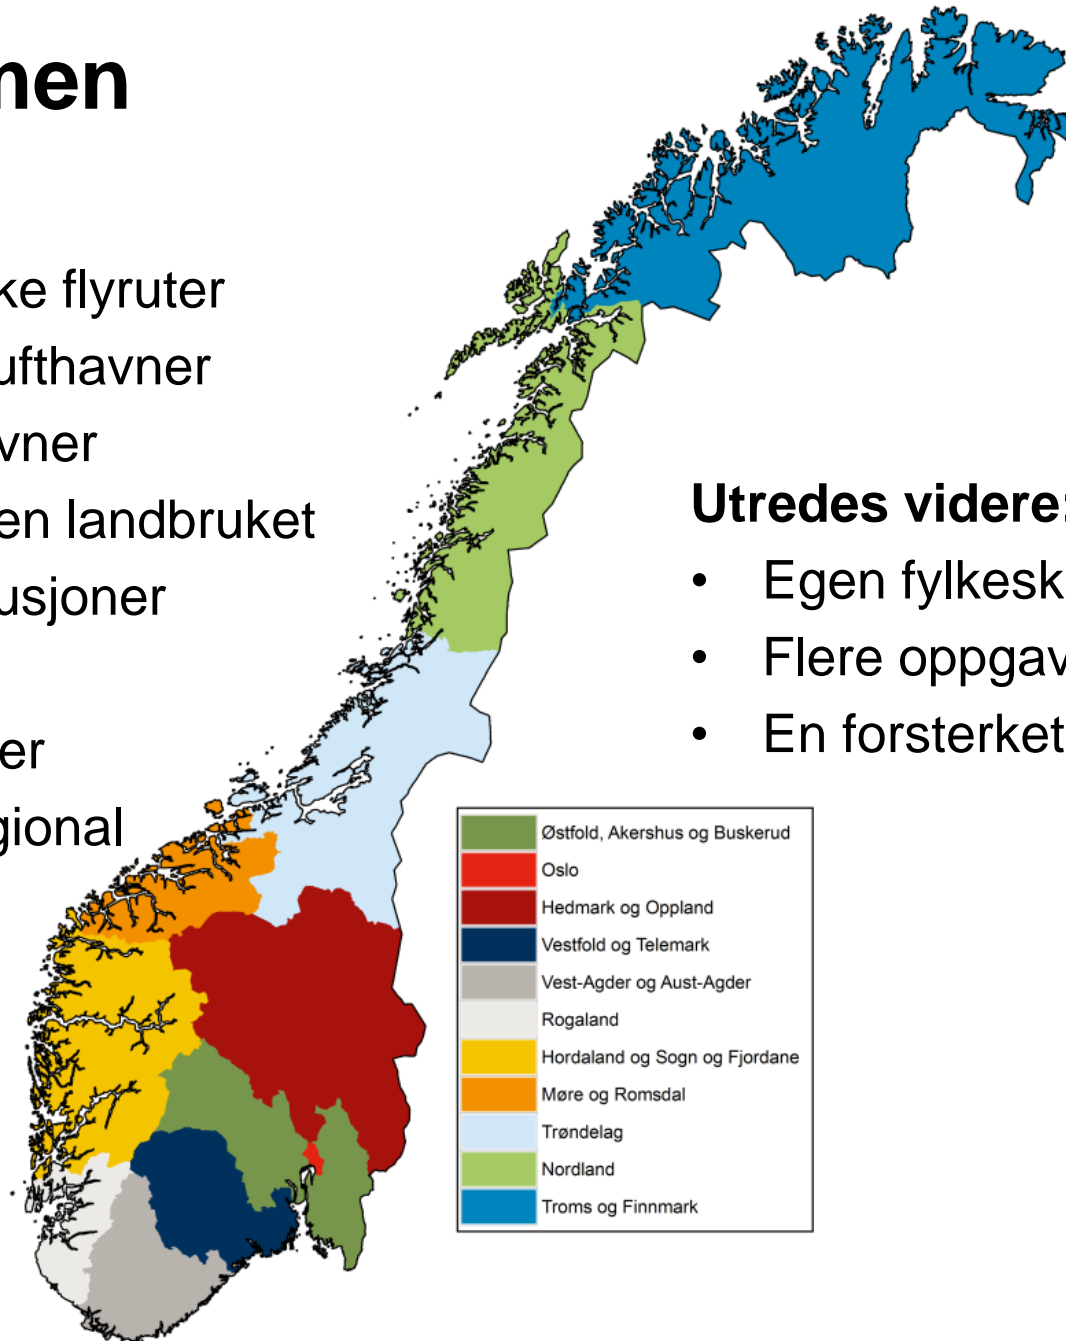 men
ke flyruter
ufthavner
vner
en landbruket
usjoner
er
gional
Utredes videre:
• Egen fylkesk
• Flere oppgav
• En forsterket
Østfold, Akershus og Buskerud
Oslo
Hedmark og Oppland
Vestfold og Telemark
Vest-Agder og Aust-Agder
Rogaland
Hordaland og Sogn og Fjordane
Møre og Romsdal
Trøndelag
Nordland
Troms og Finnmark